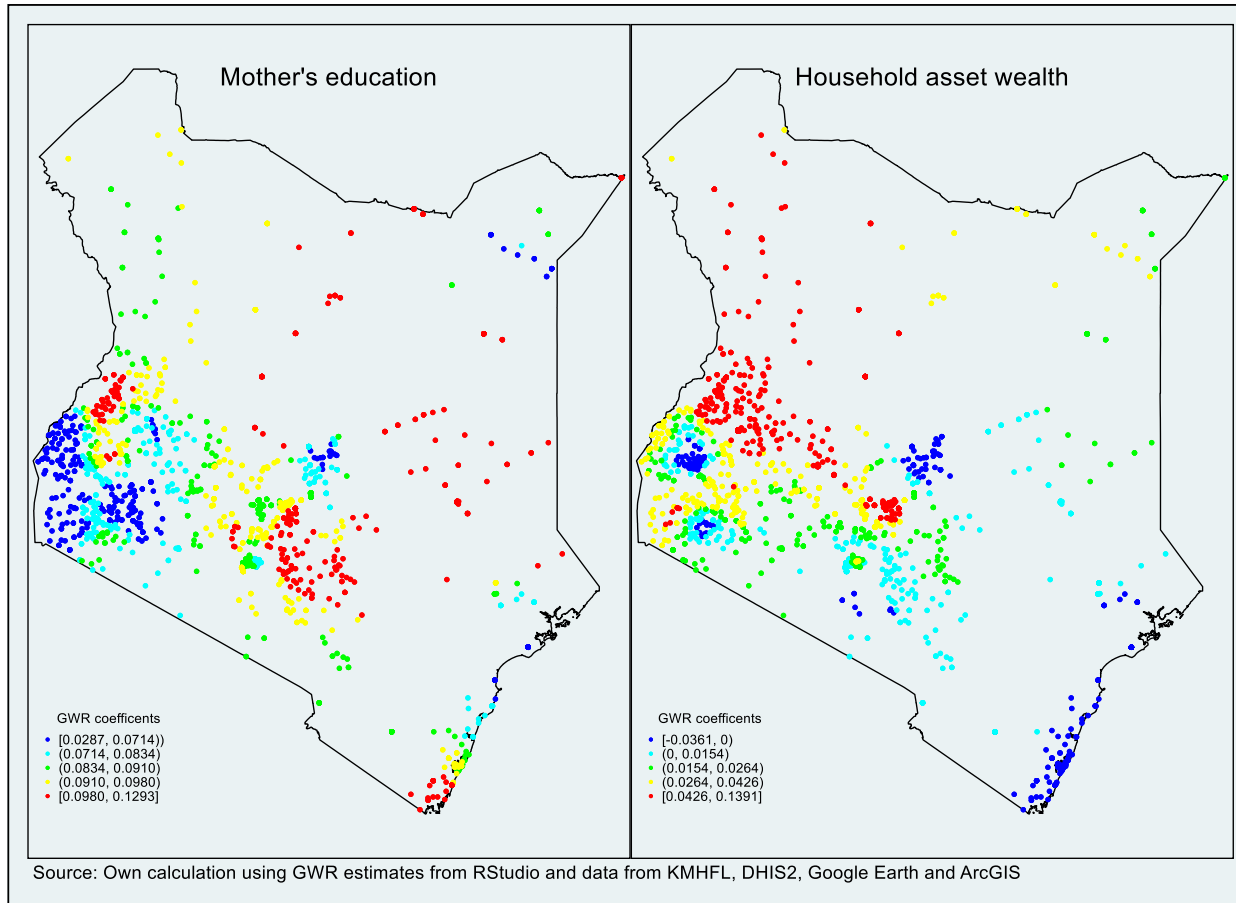 Mother's education
Household asset wealth
GWR coefficents
[0.0287, 0.0714))
(0.0714, 0.0834)
(0.0834, 0.0910)
(0.0910, 0.0980)
[0.0980, 0.1293]
GWR coefficents
[-0.0361, 0)
(0, 0.0154)
(0.0154, 0.0264)
(0.0264, 0.0426)
[0.0426, 0.1391]
Source: Own calculation using GWR estimates from RStudio and data from KMHFL, DHIS2, Google Earth and ArcGIS